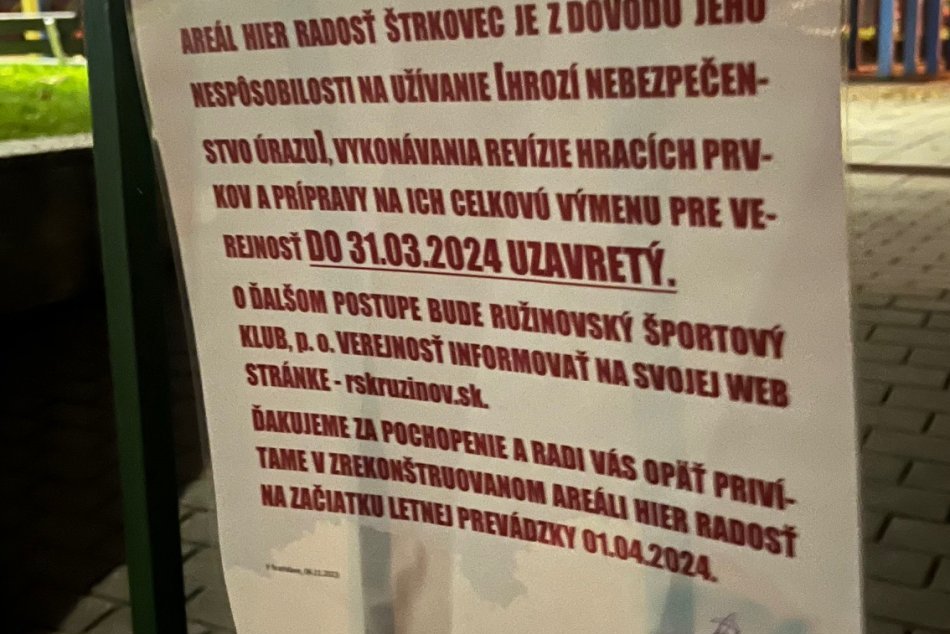 AREÁL HIER RADOSŤ ŠTRKOVEC JE Z DÔVODU JEHO
NESPÔSOBILOSTI NA UŽÍVANIE [HROZÍ NEBEZPEČEN-
STVO ÚRAZU], VYKONÁVANIA REVÍZIE HRACÍCH PRV-
KOV A PRÍPRAVY NA ICH CELKOVÚ VÝMENU PRE VE-
REJNOSŤ DO 31.03.2024 UZAVRETÝ.
O ĎALŠOM POSTUPE BUDE RUŽINOVSKÝ ŠPORTOVÝ
KLUB, p. o. VEREJNOSŤ INFORMOVAŤ NA SVOJEJ WEB
STRÁNKE - rskruzinov.sk.
ĎAKUJEME ZA POCHOPENIE A RADI VÁS OPÄŤ PRIVÍ-
TAME V ZREKONŠTRUOVANOM AREÁLI HIER RADOSŤ
NA ZAČIATKU LETNEJ PREVÁDZKY 01.04.2024.
V Bratislave,